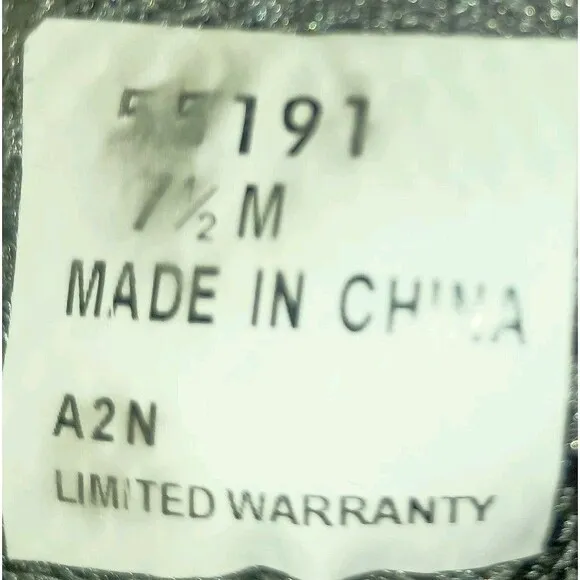 55191
7½ M
MADE IN CHINA
A2N
LIMITED WARRANTY